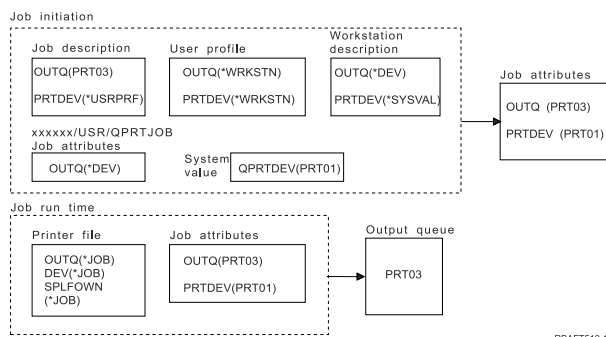 Job initiation
Job description
OUTQ(PRT03)
PRTDEV(*USRPRF)
User profile
OUTQ(*WRKSTN)
PRTDEV(*WRKSTN)
Workstation
description
OUTQ(*DEV)
PRTDEV(*SYSVAL)
Job attributes
OUTQ (PRT03)
PRTDEV (PRT01)
xxxxxx/USR/QPRTJOB
Job attributes
OUTQ(*DEV)
System
value
QPRTDEV(PRT01)
Job run time
Printer file
OUTQ(*JOB)
DEV(*JOB)
SPLFOWN
(*JOB)
Job attributes
OUTQ(PRT03)
PRTDEV(PRT01)
Output queue
PRT03